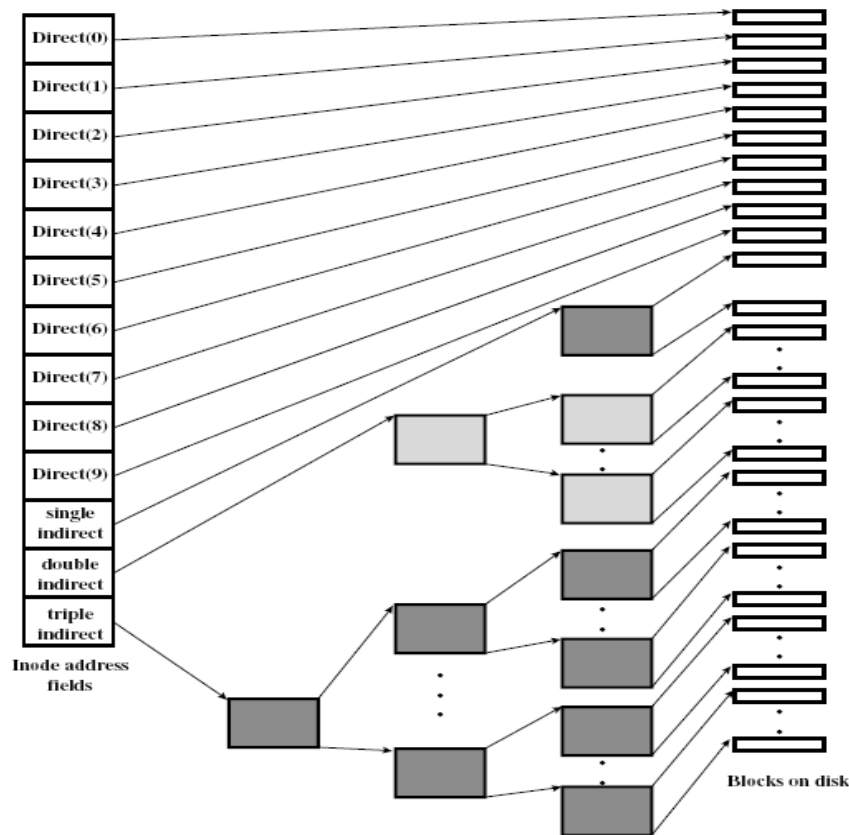 Direct(0)
Direct(1)
Direct(2)
Direct(3)
Direct(4)
Direct(5)
Direct(6)
Direct(7)
Direct(8)
Direct(9)
single
indirect
double
indirect
triple
indirect
Inode address
fields
Blocks on disk